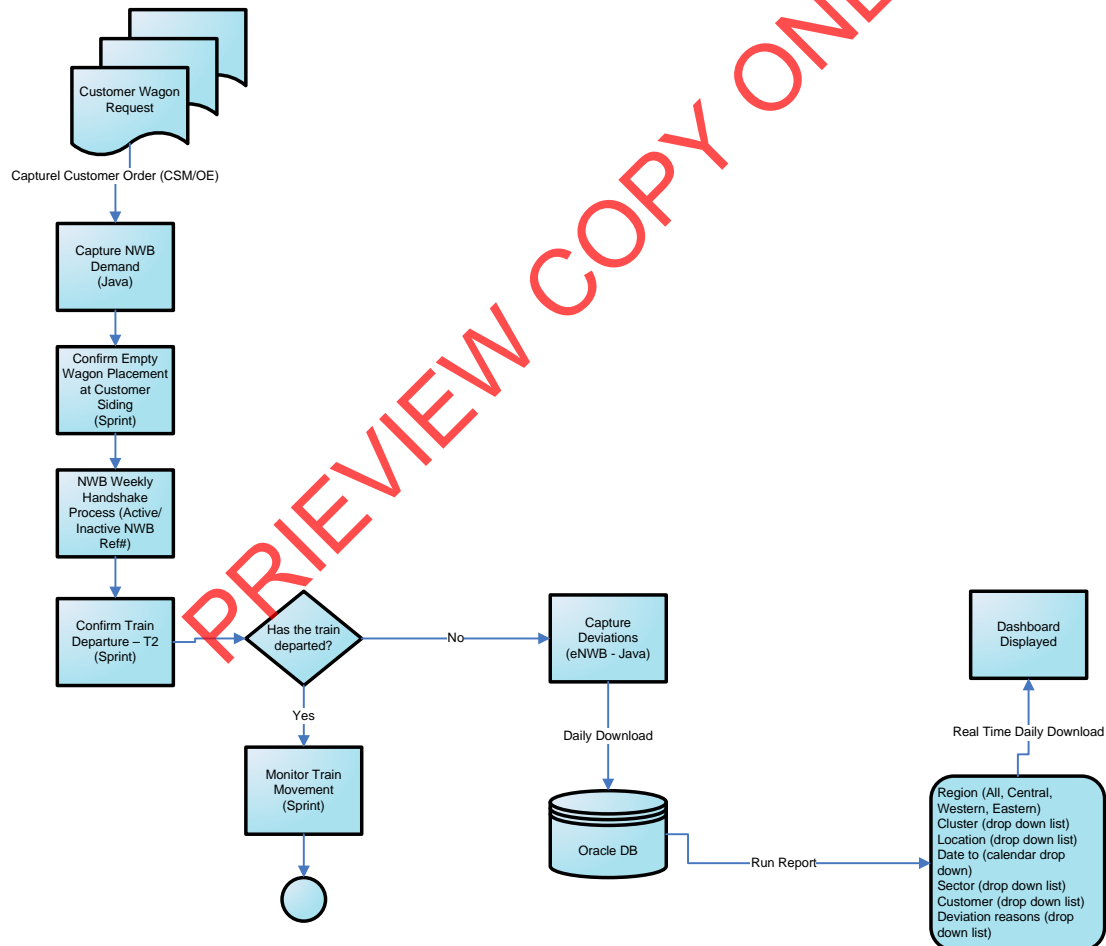 Customer Wagon
Request
Capturel Customer Order (CSM/OE)
Capture NWB
Demand
(Java)
Confirm Empty
Wagon Placement
at Customer
Siding
(Sprint)
NWB Weekly
Handshake
Process (Active/
Inactive NWB
Ref#)
Confirm Train
Departure – T2
(Sprint)
Has the train
departed?
No
Capture
Deviations
(eNWB - Java)
Yes
Monitor Train
Movement
(Sprint)
Daily Download
Oracle DB
Run Report
Region (All, Central,
Western, Eastern)
Cluster (drop down list)
Location (drop down list)
Date to (calendar drop
down)
Sector (drop down list)
Customer (drop down list)
Deviation reasons (drop
down list)
Real Time Daily Download
Dashboard
Displayed
PRIEVIEW COPY ONE